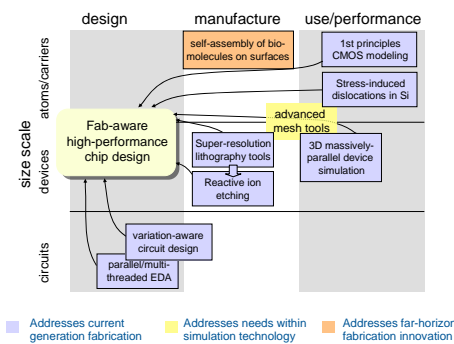 design
manufacture
use/performance
size scale
atoms/carriers
devices
circuits
self-assembly of bio-
molecules on surfaces
1st principles
CMOS modeling
Stress-induced
dislocations in Si
advanced
mesh tools
Fab-aware
high-performance
chip design
Super-resolution
lithography tools
3D massively-
parallel device
simulation
Reactive ion
etching
variation-aware
circuit design
parallel/multi-
threaded EDA
Addresses current
generation fabrication
Addresses needs within
simulation technology
Addresses far-horizon
fabrication innovation